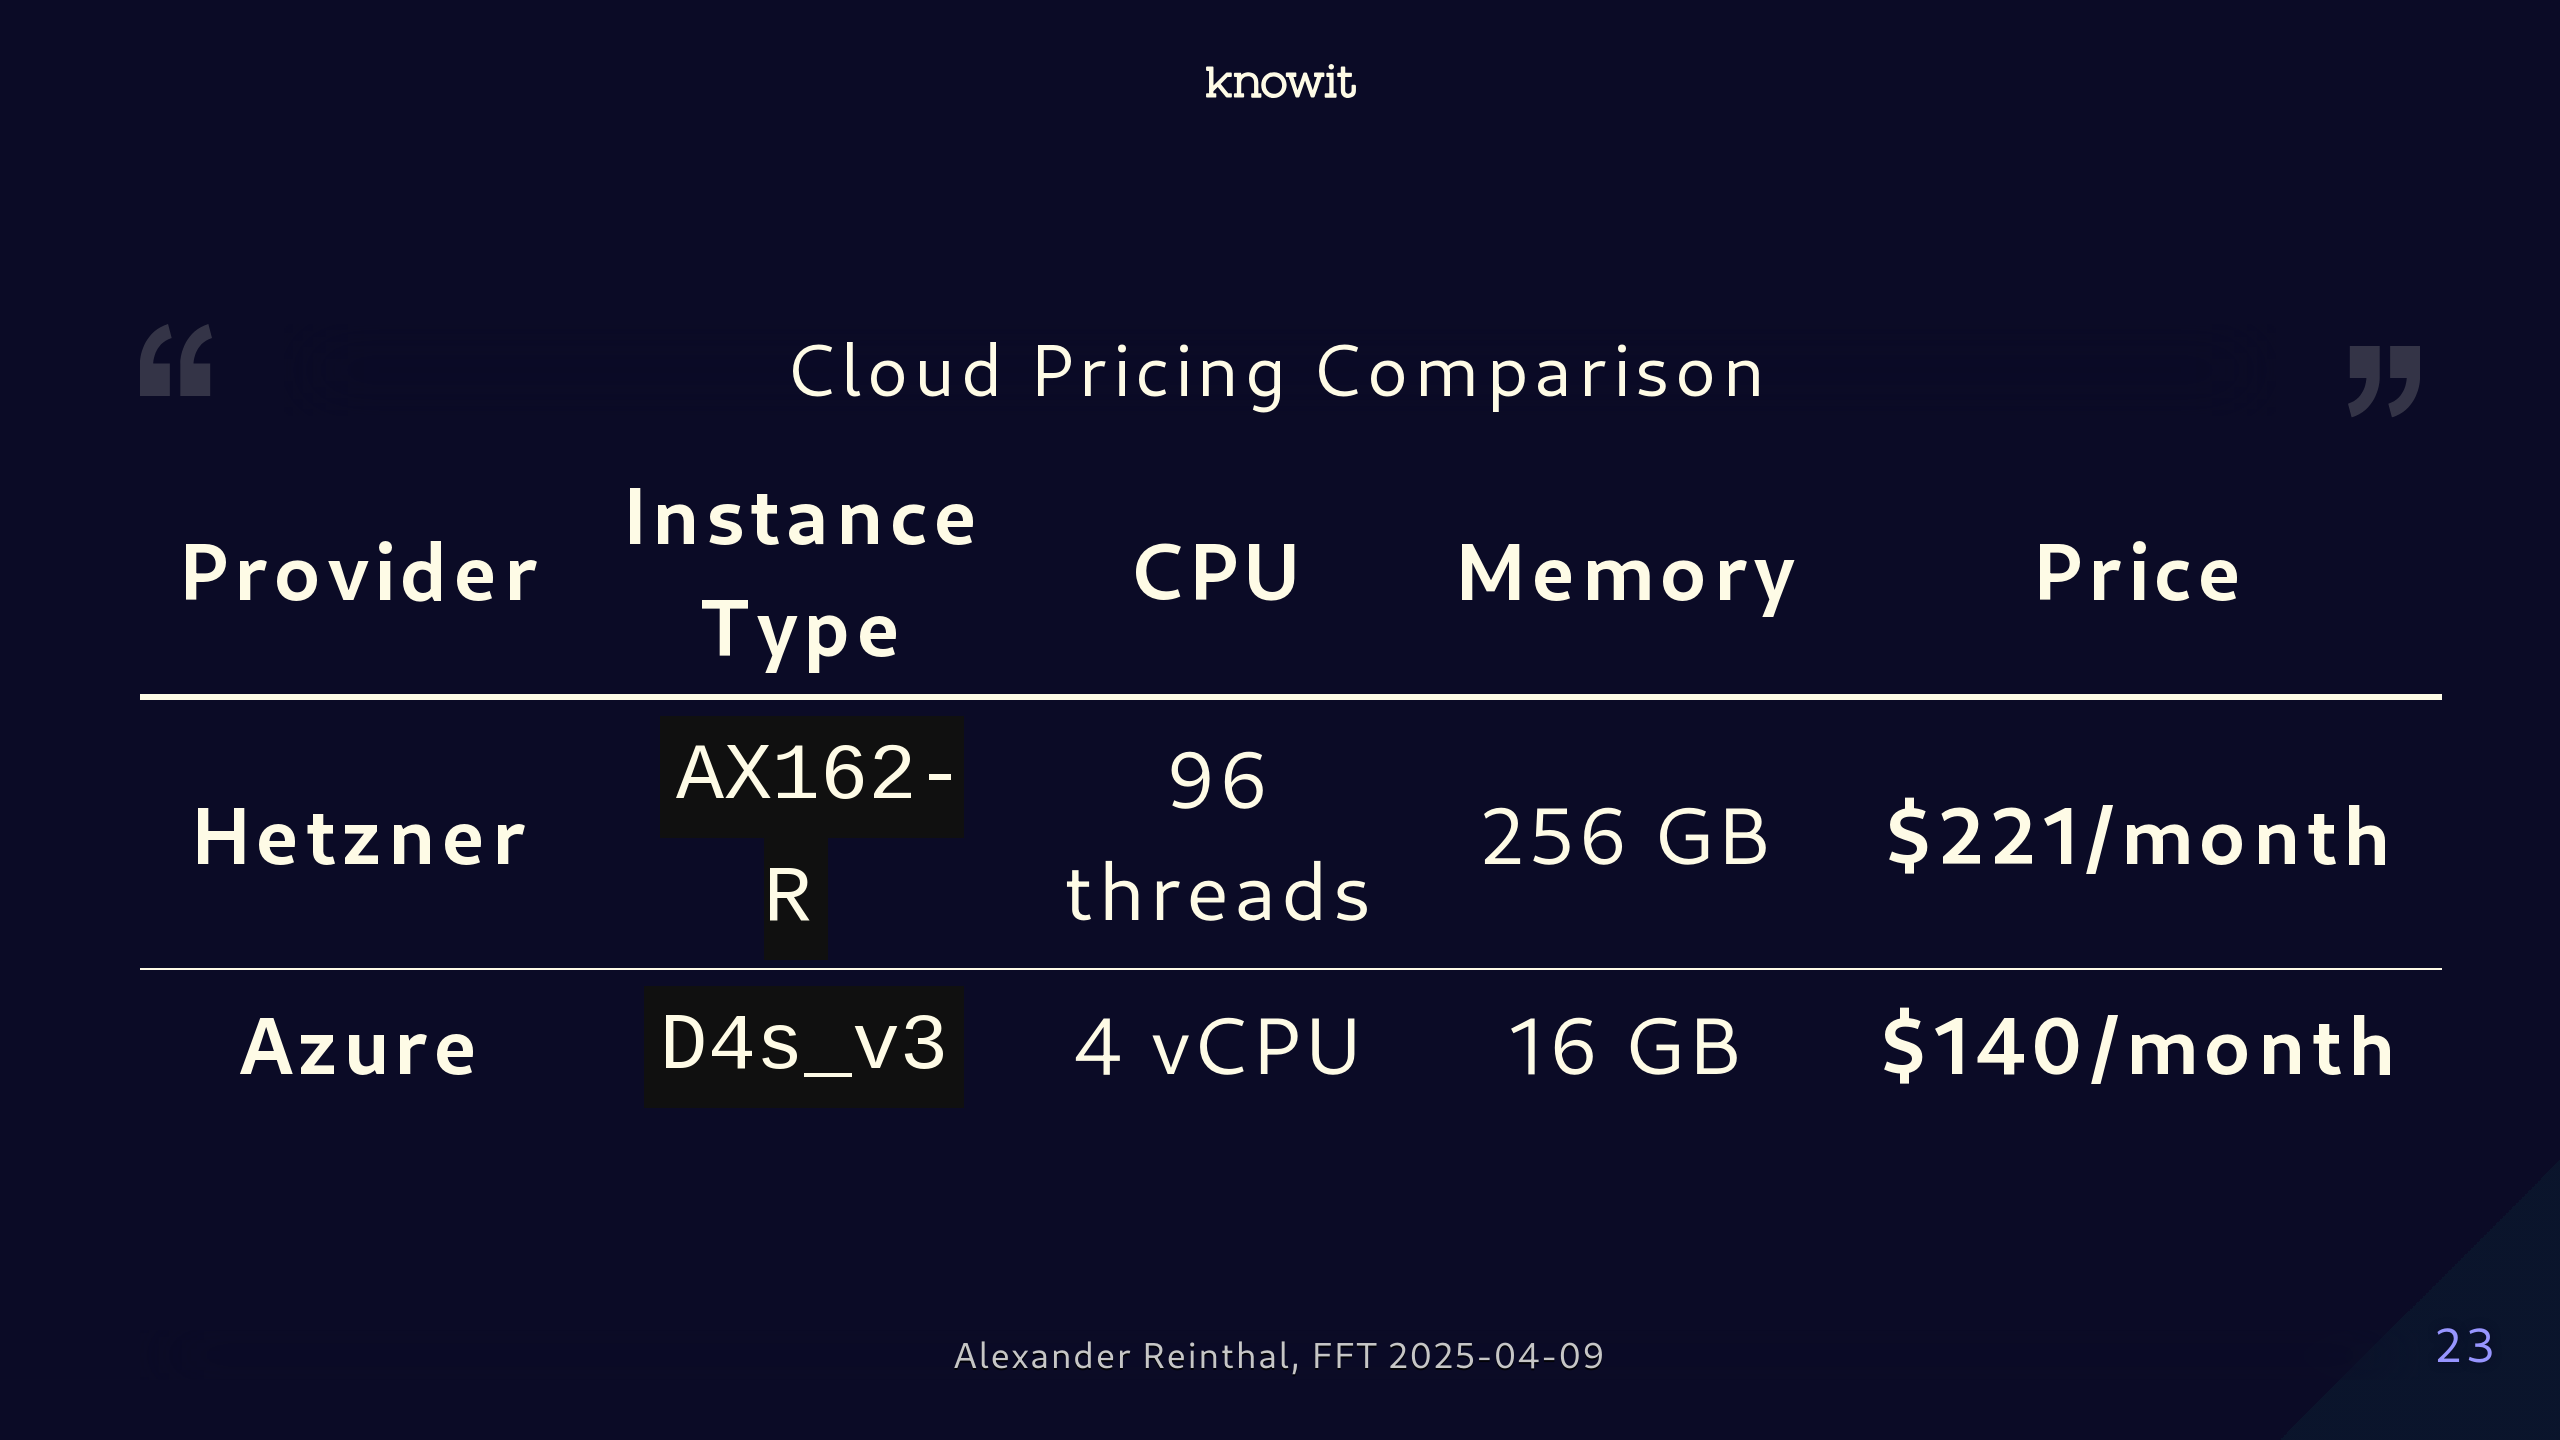 knowit
“ Cloud Pricing Comparison ”
Provider Instance Type CPU Memory Price
Hetzner AX162-R 96 threads 256 GB $221/month
Azure D4s_v3 4 vCPU 16 GB $140/month
Alexander Reinthal, FFT 2025-04-09
23